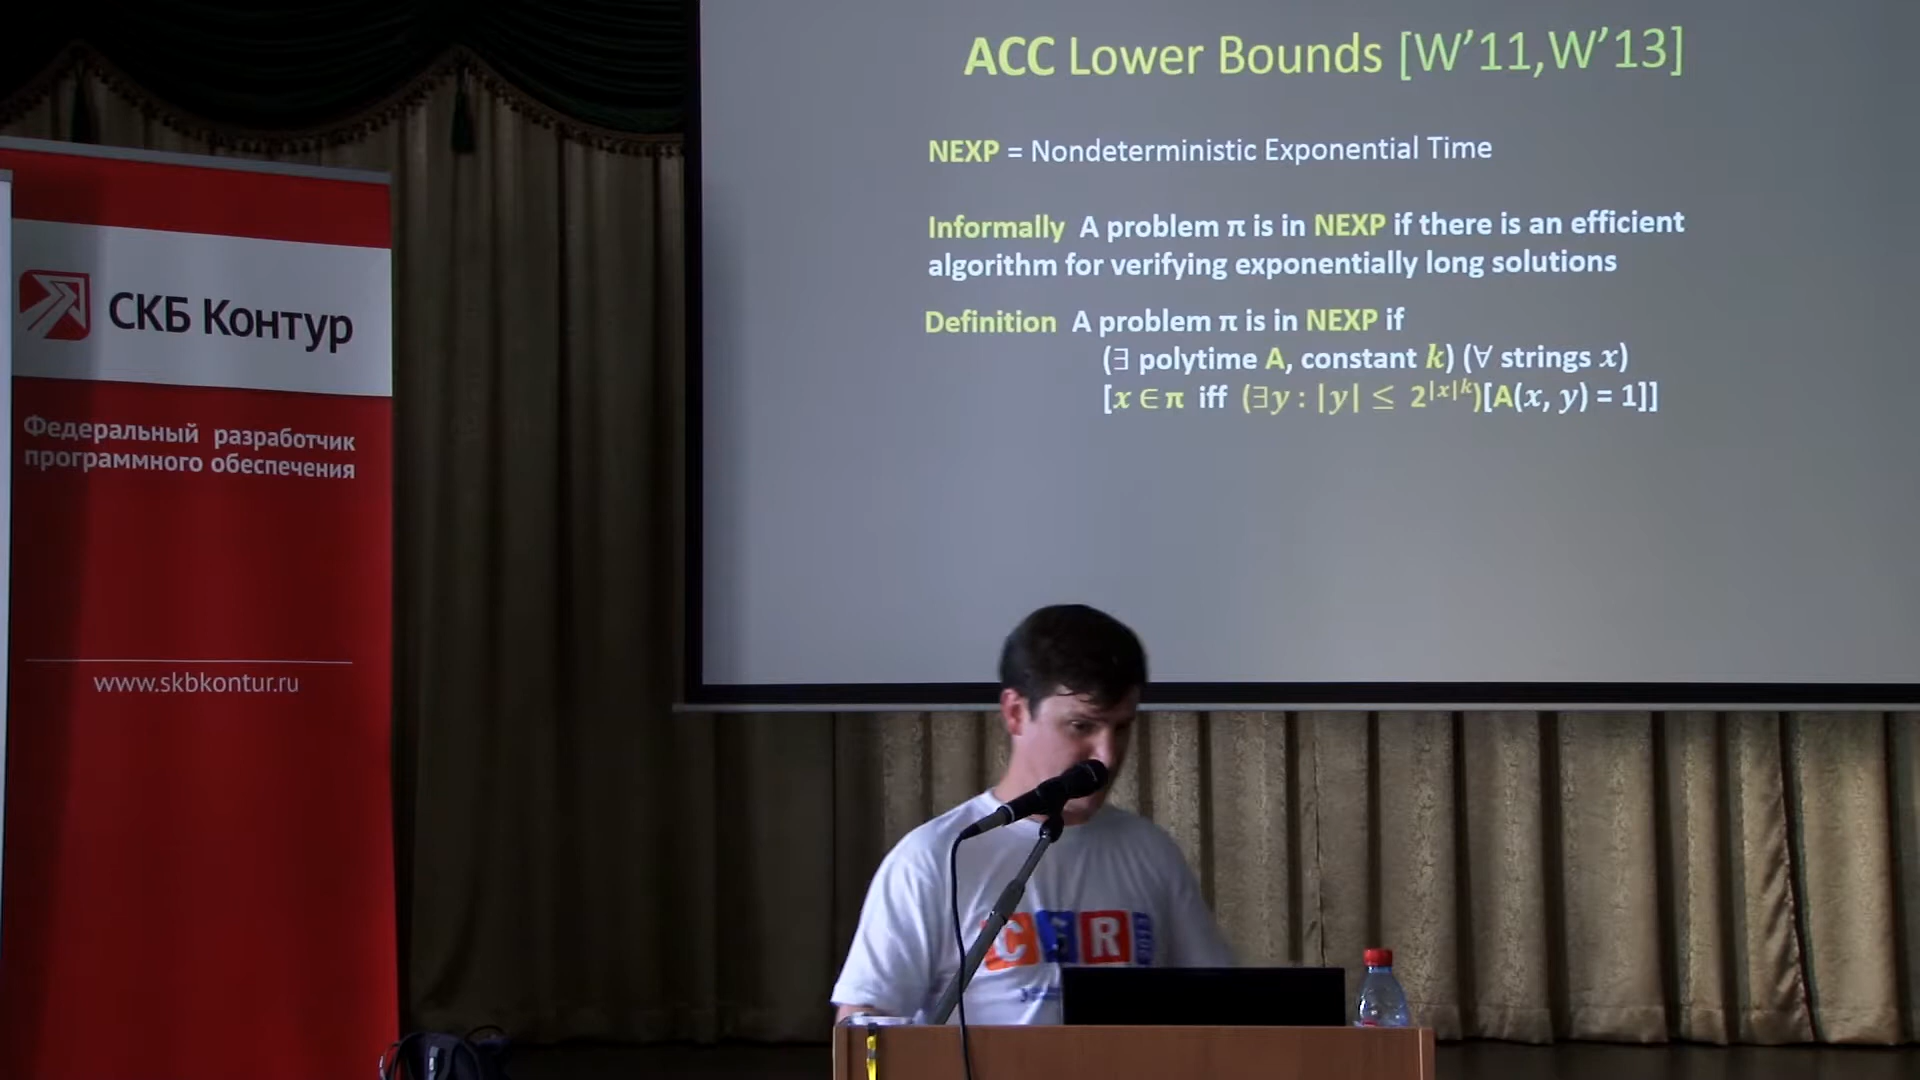 ACC Lower Bounds [W’11,W’13]
NEXP = Nondeterministic Exponential Time
Informally A problem π is in NEXP if there is an efficient
algorithm for verifying exponentially long solutions
Definition A problem π is in NEXP if
(∃ polytime A, constant k) (∀ strings x)
[x ∈ π iff (∃y : |y| ≤ 2^{|x|^k})[A(x, y) = 1]]
СКБ Контур
Федеральный разработчик
программного обеспечения
www.skbkontur.ru
CSR